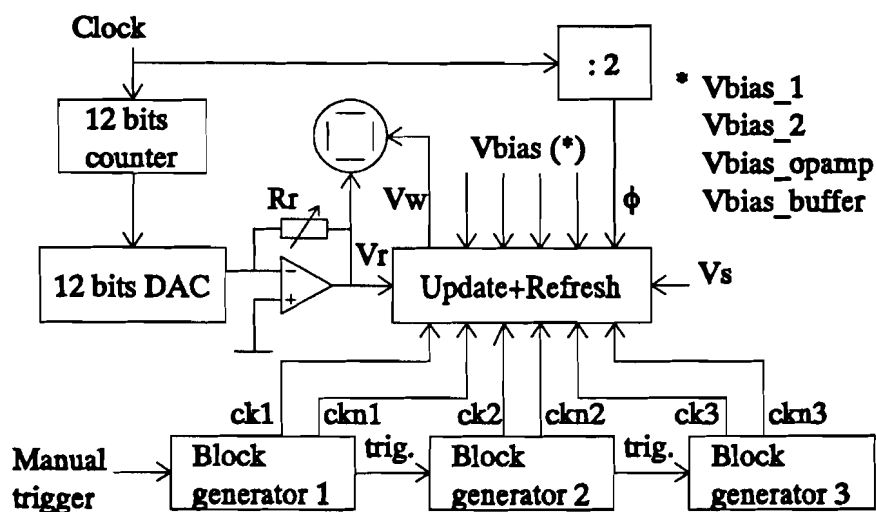 Clock
: 2
* Vbias_1
Vbias_2
Vbias_opamp
Vbias_buffer
12 bits
counter
Vbias (*)
Rr
Vw
ϕ
12 bits DAC
-
+
Vr
Update+Refresh
Vs
ck1
ckn1
ck2
ckn2
ck3
ckn3
Manual
trigger
Block
generator 1
trig.
Block
generator 2
trig.
Block
generator 3